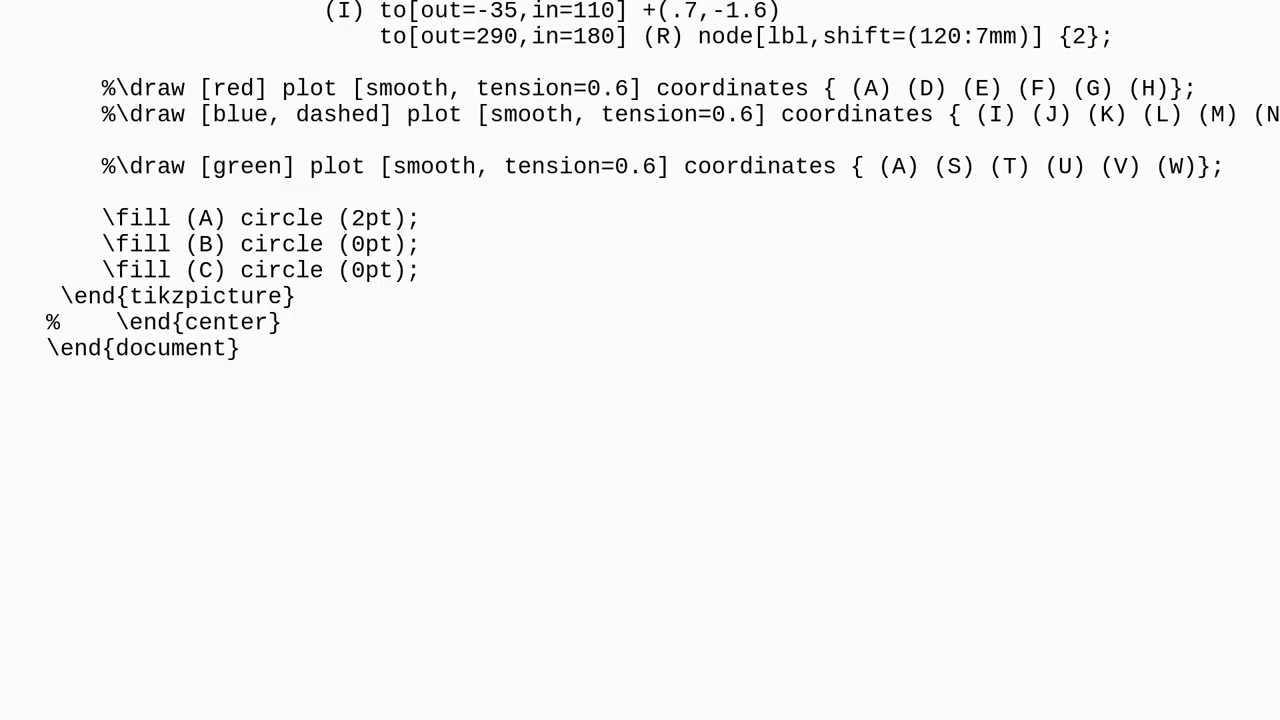 (I) to[out=-35,in=110] +(.7,-1.6)
to[out=290,in=180] (R) node[lbl,shift=(120:7mm)] {2};
%\draw [red] plot [smooth, tension=0.6] coordinates { (A) (D) (E) (F) (G) (H)};
%\draw [blue, dashed] plot [smooth, tension=0.6] coordinates { (I) (J) (K) (L) (M) (N
%\draw [green] plot [smooth, tension=0.6] coordinates { (A) (S) (T) (U) (V) (W)};
\fill (A) circle (2pt);
\fill (B) circle (0pt);
\fill (C) circle (0pt);
\end{tikzpicture}
%    \end{center}
\end{document}